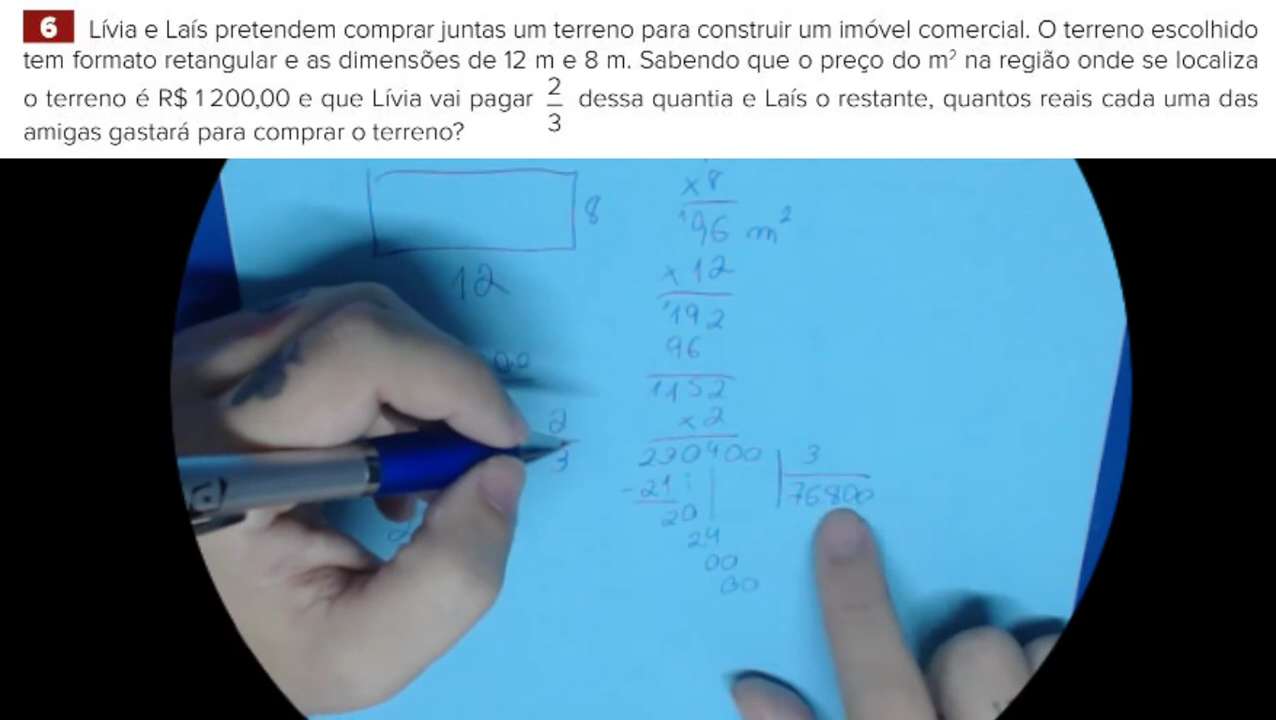 6 Lívia e Laís pretendem comprar juntas um terreno para construir um imóvel comercial. O terreno escolhido
tem formato retangular e as dimensões de 12 m e 8 m. Sabendo que o preço do m² na região onde se localiza
o terreno é R$ 1 200,00 e que Lívia vai pagar 2/3 dessa quantia e Laís o restante, quantos reais cada uma das
amigas gastará para comprar o terreno?
x 8
8
96 m²
12
x 12
192
96
1152
2
x 2
3
230400 3
76800
-21
20
24
00
00